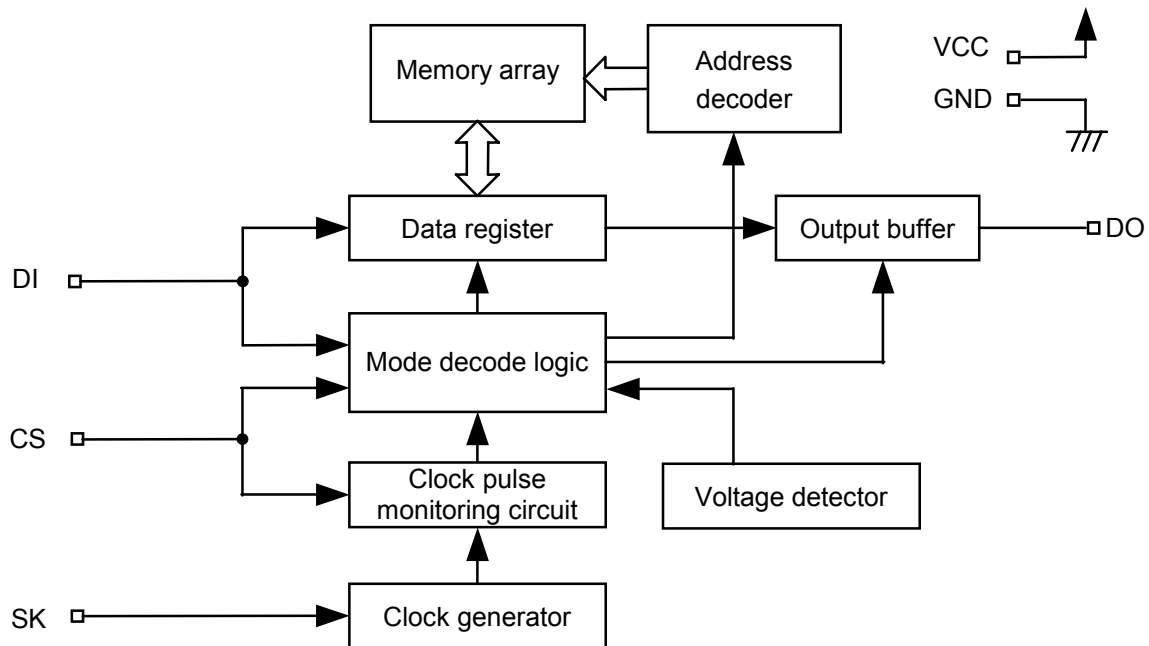 Memory array
Address
decoder
VCC
GND
Data register
Output buffer
DO
DI
Mode decode logic
CS
Clock pulse
monitoring circuit
Voltage detector
SK
Clock generator